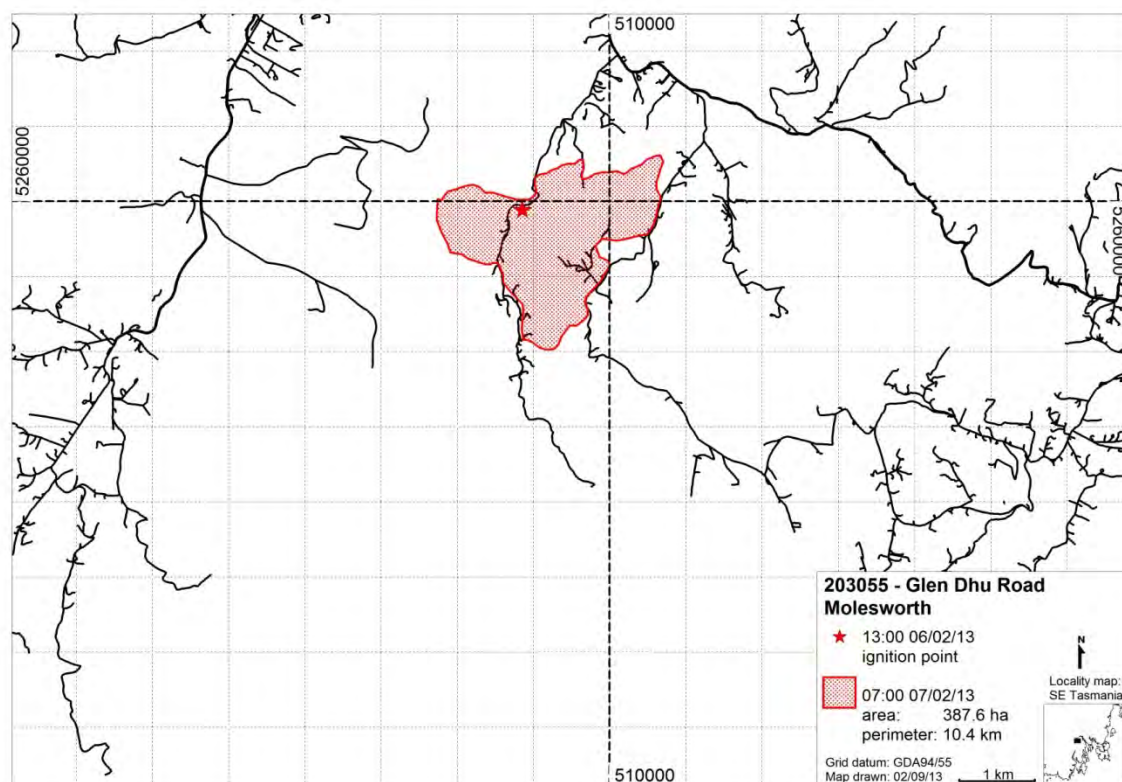 510000
5260000
5260000
203055 - Glen Dhu Road
Molesworth
13:00 06/02/13
ignition point
07:00 07/02/13
area: 387.6 ha
perimeter: 10.4 km
N
Locality map:
SE Tasmania
Grid datum: GDA94/55
Map drawn: 02/09/13
1 km
510000